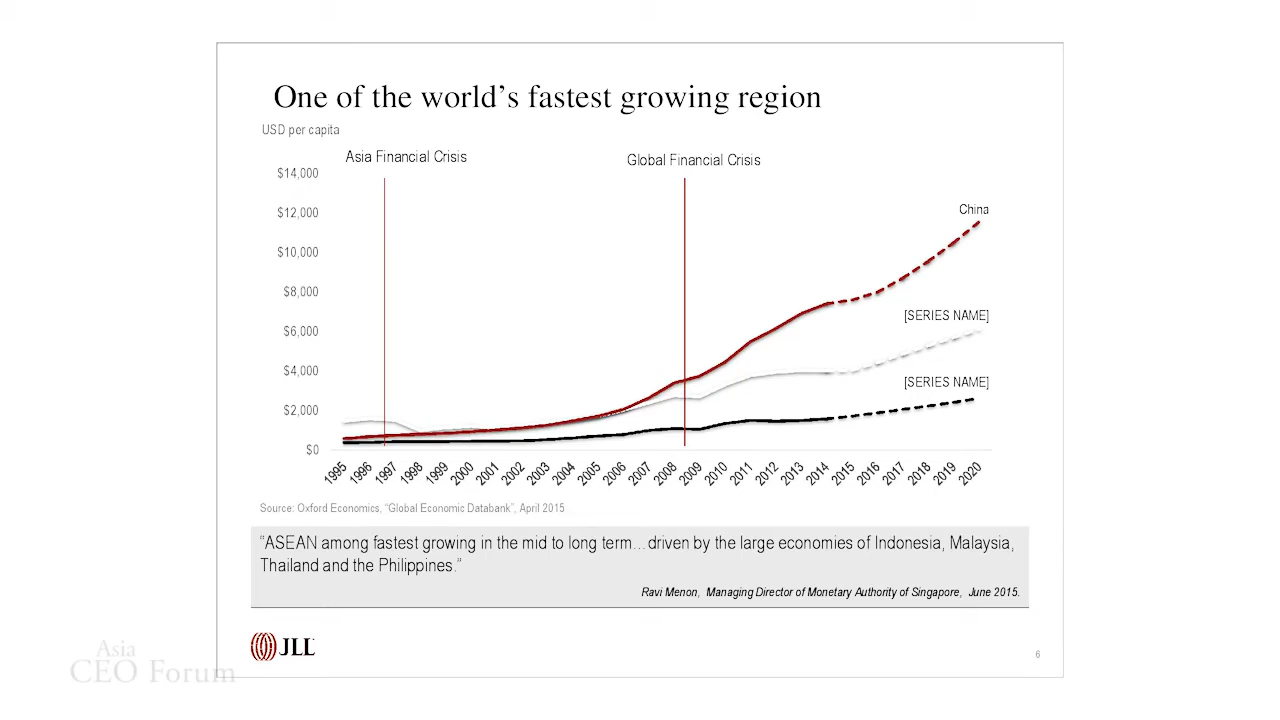 One of the world's fastest growing region
USD per capita
Asia Financial Crisis
Global Financial Crisis
$14,000
$12,000
$10,000
$8,000
$6,000
$4,000
$2,000
$0
China
[SERIES NAME]
[SERIES NAME]
1995 1996 1997 1998 1999 2000 2001 2002 2003 2004 2005 2006 2007 2008 2009 2010 2011 2012 2013 2014 2015 2016 2017 2018 2019 2020
Source: Oxford Economics, “Global Economic Databank”, April 2015
“ASEAN among fastest growing in the mid to long term…driven by the large economies of Indonesia, Malaysia,
Thailand and the Philippines.”
Ravi Menon, Managing Director of Monetary Authority of Singapore, June 2015.
JLL
6
Asia
CEO Forum